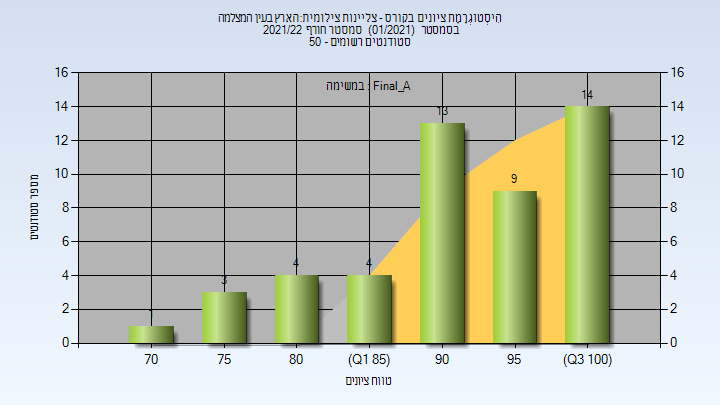 היסטוגרמת ציונים בקורס - צליינות צילומית:הארץ בעין המצלמה
בסמסטר (01/2021) סמסטר חורף 2021/22
סטודנטים רשומים - 50
במשימה : Final_A
16 16
14 14
12 12
10 10
8 8
6 6
4 4
2 2
0 0
1 3 4 4 13 9 14
70 75 80 (Q1 85) 90 95 (Q3 100)
מספר סטודנטים
טווח ציונים